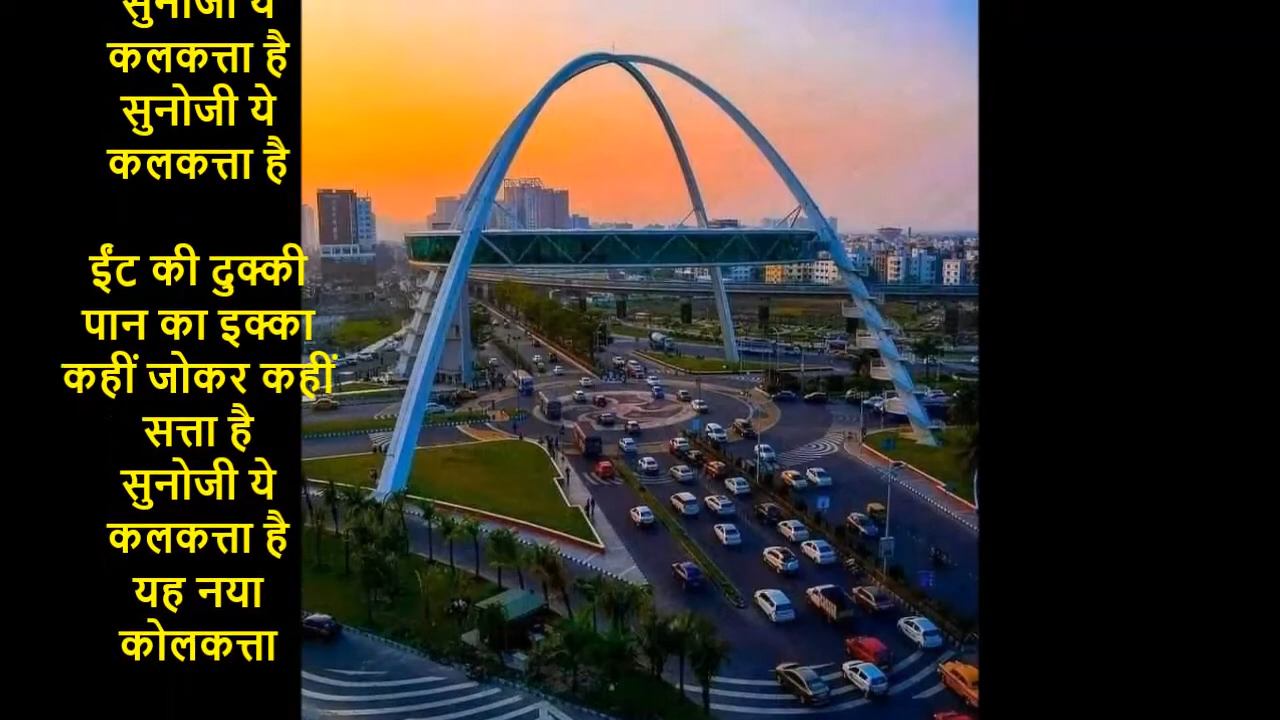 सुनोजी ये
कलकत्ता है
सुनोजी ये
कलकत्ता है
ईंट की दुक्की
पान का इक्का
कहीं जोकर कहीं
सत्ता है
सुनोजी ये
कलकत्ता है
यह नया
कोलकत्ता